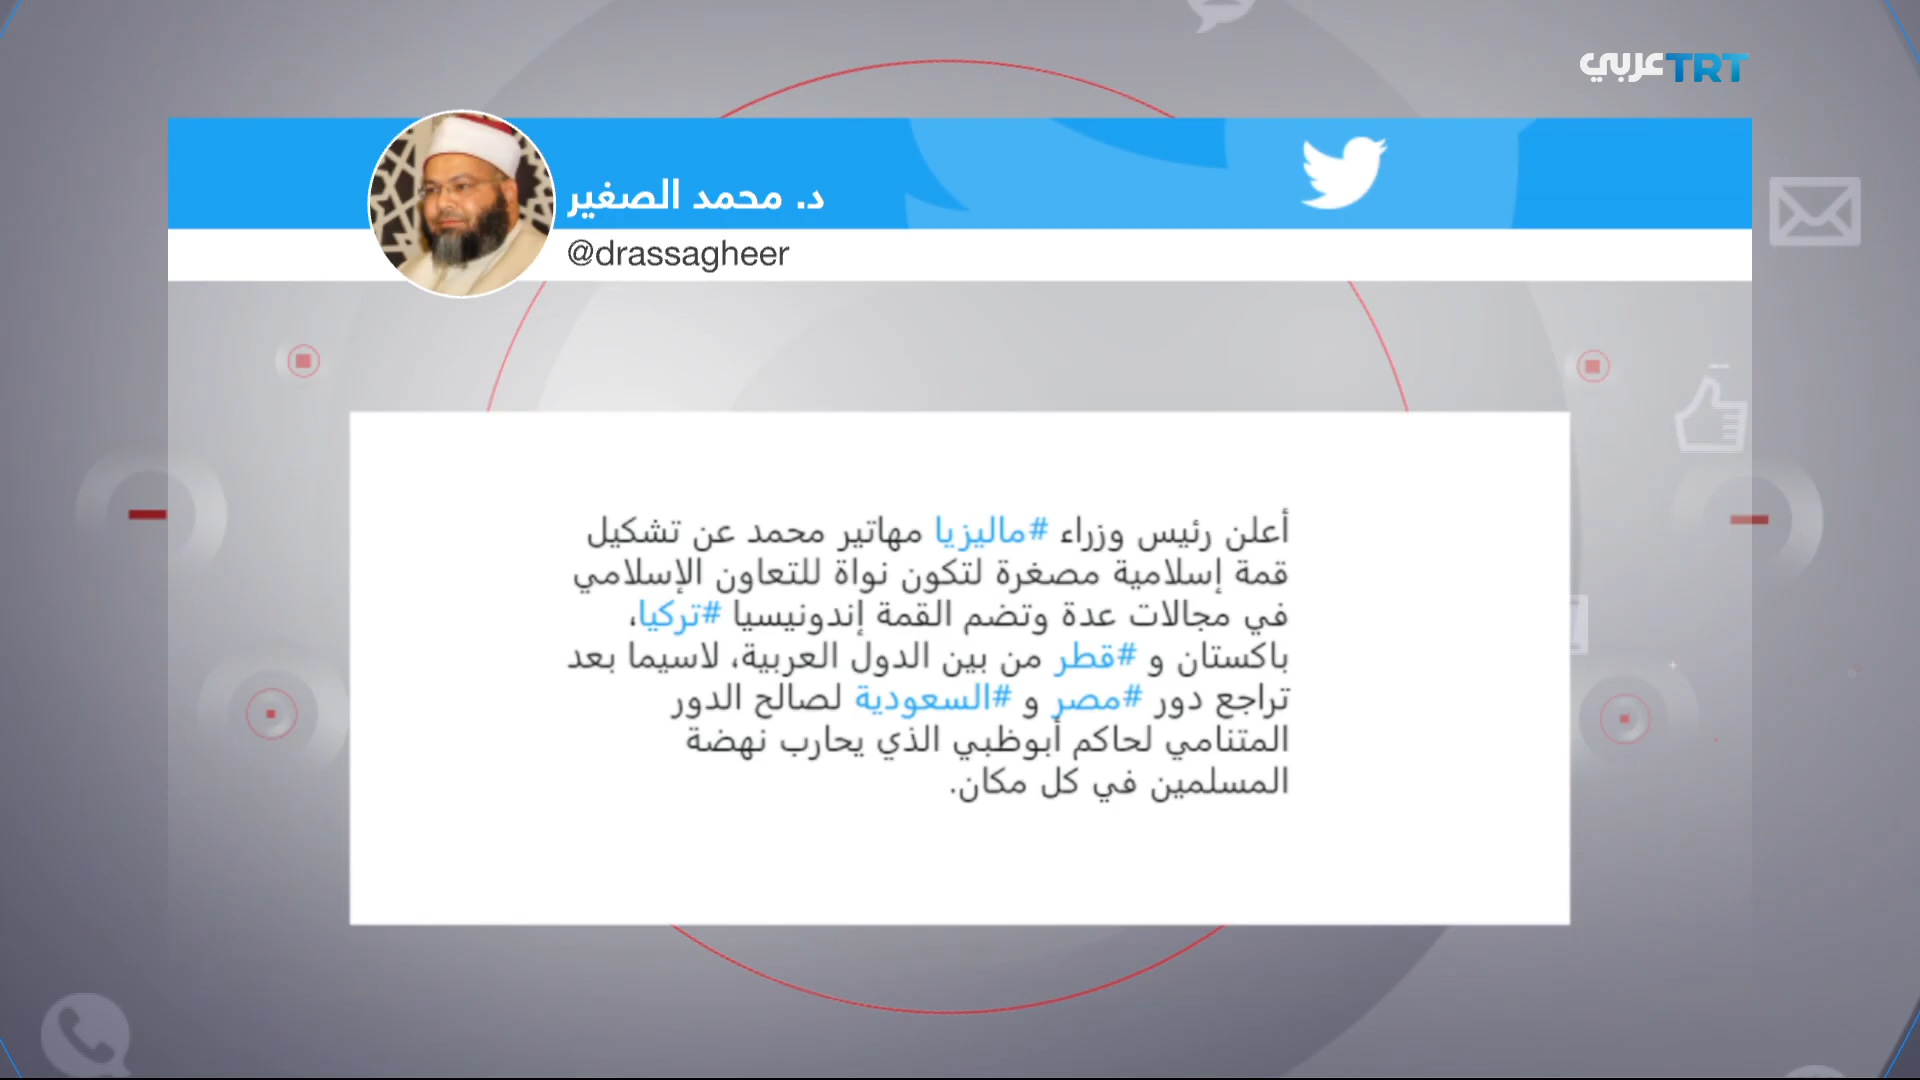 TRT عربي
د. محمد الصغير
@drassagheer
أعلن رئيس وزراء #ماليزيا مهاتير محمد عن تشكيل
قمة إسلامية مصغرة لتكون نواة للتعاون الإسلامي
في مجالات عدة وتضم القمة إندونيسيا #تركيا،
باكستان و #قطر من بين الدول العربية، لاسيما بعد
تراجع دور #مصر و #السعودية لصالح الدور
المتنامي لحاكم أبوظبي الذي يحارب نهضة
المسلمين في كل مكان.